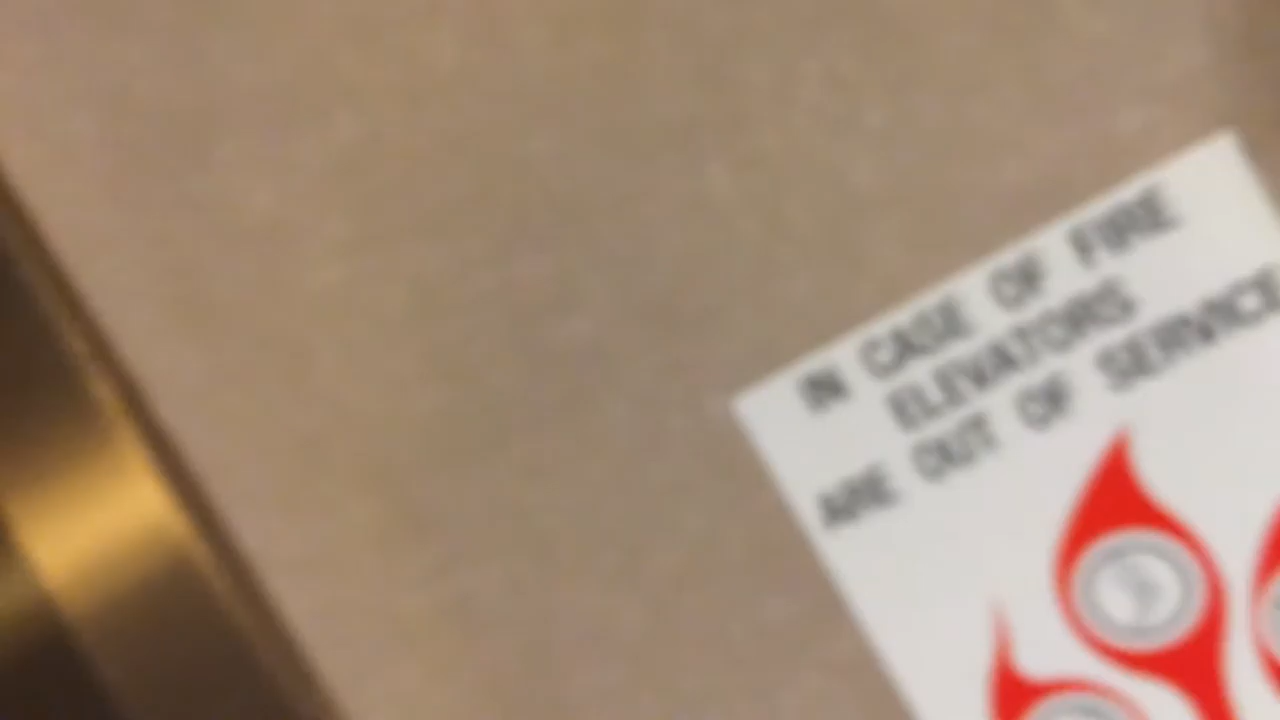 IN CASE OF FIRE
ELEVATORS
ARE OUT OF SERVICE